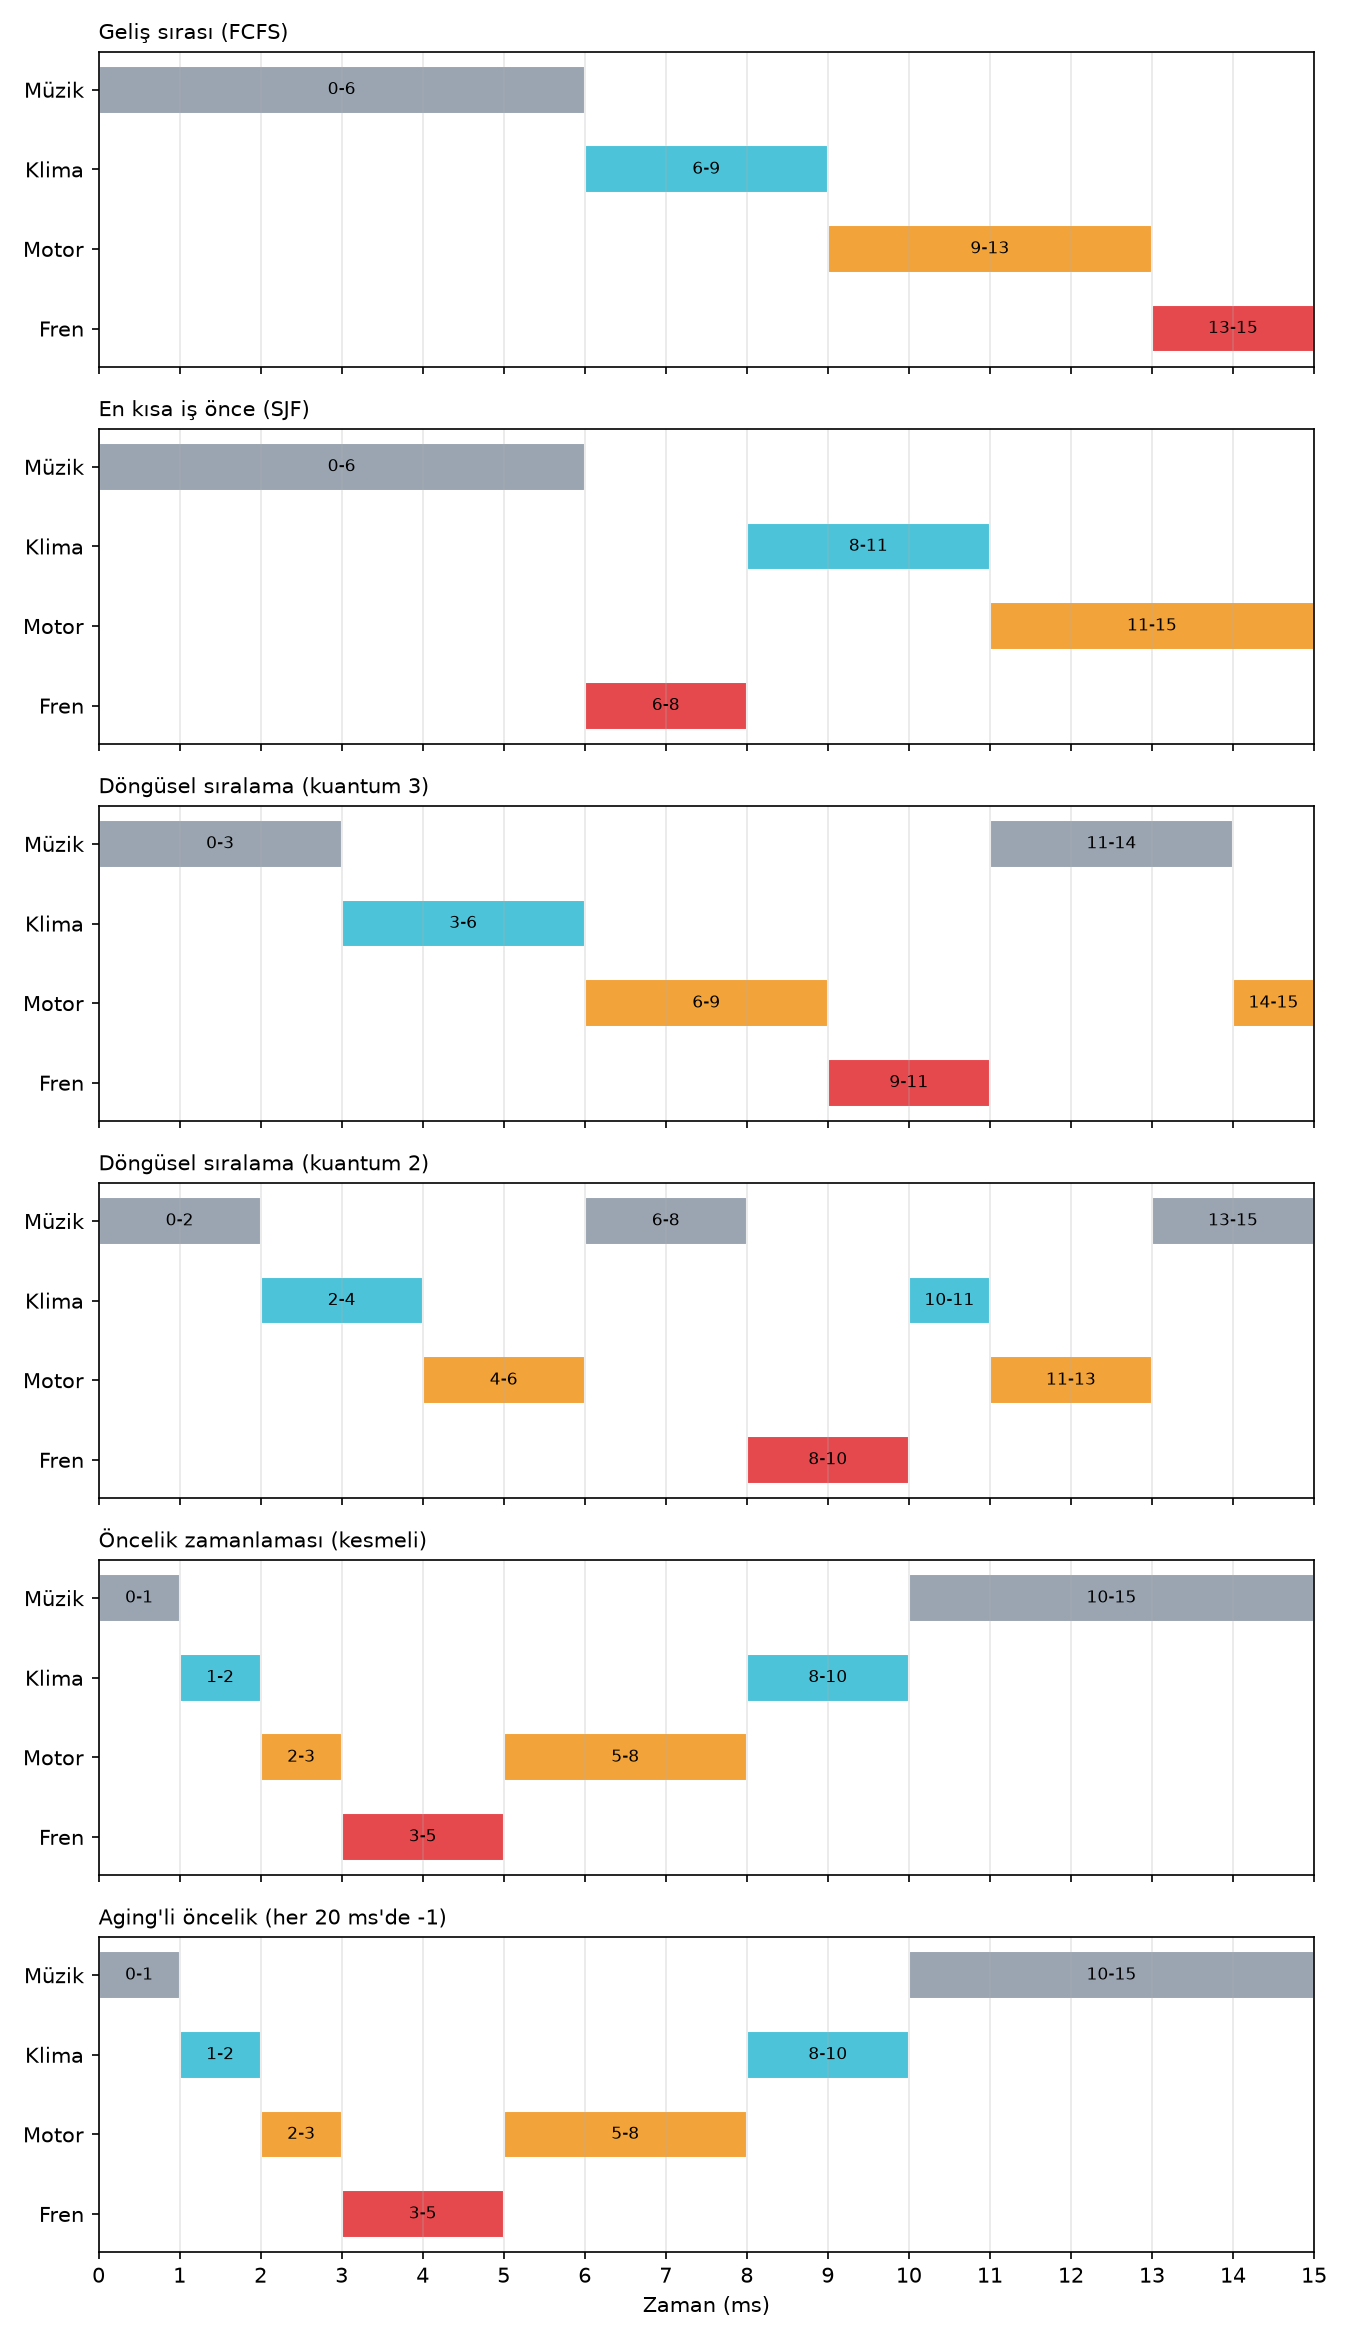 Geliş sırası (FCFS)
Müzik
0-6
Klima
6-9
Motor
9-13
Fren
13-15
En kısa iş önce (SJF)
Müzik
0-6
Klima
8-11
Motor
11-15
Fren
6-8
Döngüsel sıralama (kuantum 3)
Müzik
0-3 11-14
Klima
3-6
Motor
6-9 14-15
Fren
9-11
Döngüsel sıralama (kuantum 2)
Müzik
0-2 6-8 13-15
Klima
2-4 10-11
Motor
4-6 11-13
Fren
8-10
Öncelik zamanlaması (kesmeli)
Müzik
0-1 10-15
Klima
1-2 8-10
Motor
2-3 5-8
Fren
3-5
Aging'li öncelik (her 20 ms'de -1)
Müzik
0-1 10-15
Klima
1-2 8-10
Motor
2-3 5-8
Fren
3-5
0 1 2 3 4 5 6 7 8 9 10 11 12 13 14 15
Zaman (ms)